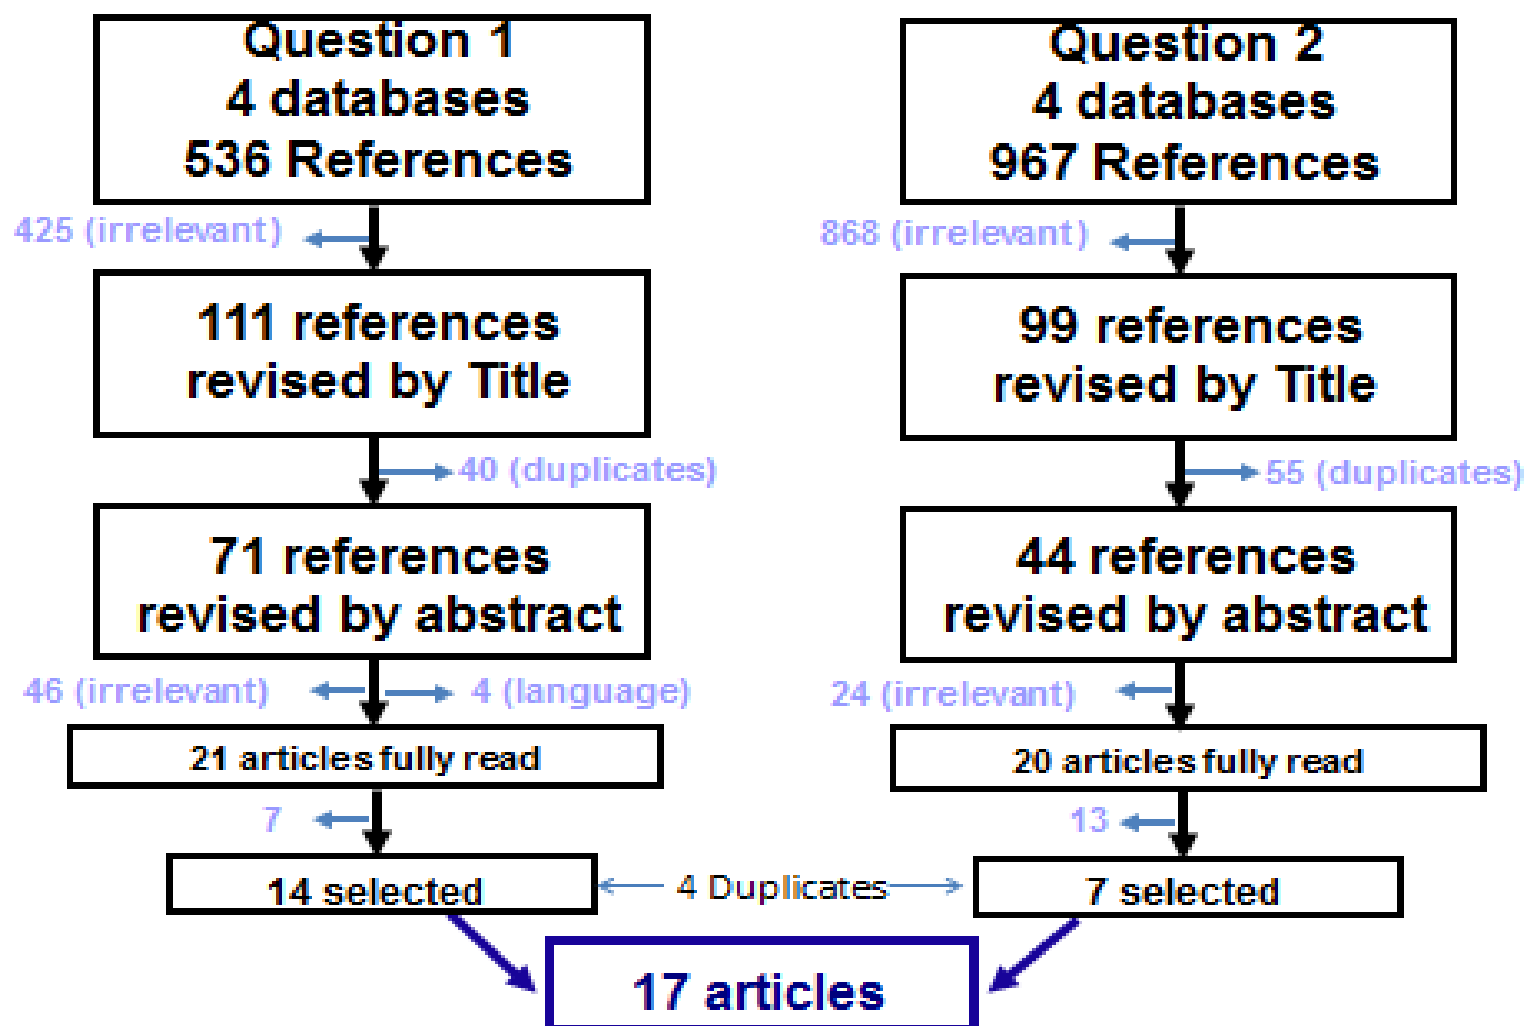 Question 1
4 databases
536 References
425 (irrelevant)
111 references
revised by Title
40 (duplicates)
71 references
revised by abstract
46 (irrelevant)
4 (language)
21 articles fully read
7
14 selected
Question 2
4 databases
967 References
868 (irrelevant)
99 references
revised by Title
55 (duplicates)
44 references
revised by abstract
24 (irrelevant)
20 articles fully read
13
7 selected
4 Duplicates
17 articles